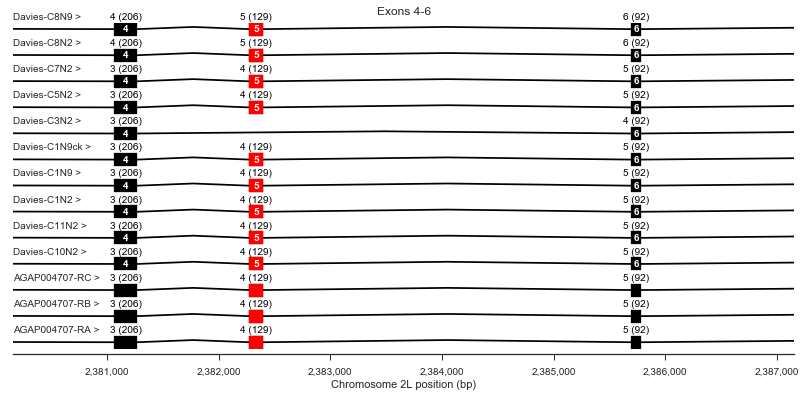 Exons 4-6
Davies-C8N9 > 4 (206) 5 (129) 6 (92)
4 5 6
Davies-C8N2 > 4 (206) 5 (129) 6 (92)
4 5 6
Davies-C7N2 > 3 (206) 4 (129) 5 (92)
4 5 6
Davies-C5N2 > 3 (206) 4 (129) 5 (92)
4 5 6
Davies-C3N2 > 3 (206) 4 (92)
4 6
Davies-C1N9ck > 3 (206) 4 (129) 5 (92)
4 5 6
Davies-C1N9 > 3 (206) 4 (129) 5 (92)
4 5 6
Davies-C1N2 > 3 (206) 4 (129) 5 (92)
4 5 6
Davies-C11N2 > 3 (206) 4 (129) 5 (92)
4 5 6
Davies-C10N2 > 3 (206) 4 (129) 5 (92)
4 5 6
AGAP004707-RC > 3 (206) 4 (129) 5 (92)
AGAP004707-RB > 3 (206) 4 (129) 5 (92)
AGAP004707-RA > 3 (206) 4 (129) 5 (92)
2,381,000 2,382,000 2,383,000 2,384,000 2,385,000 2,386,000 2,387,000
Chromosome 2L position (bp)